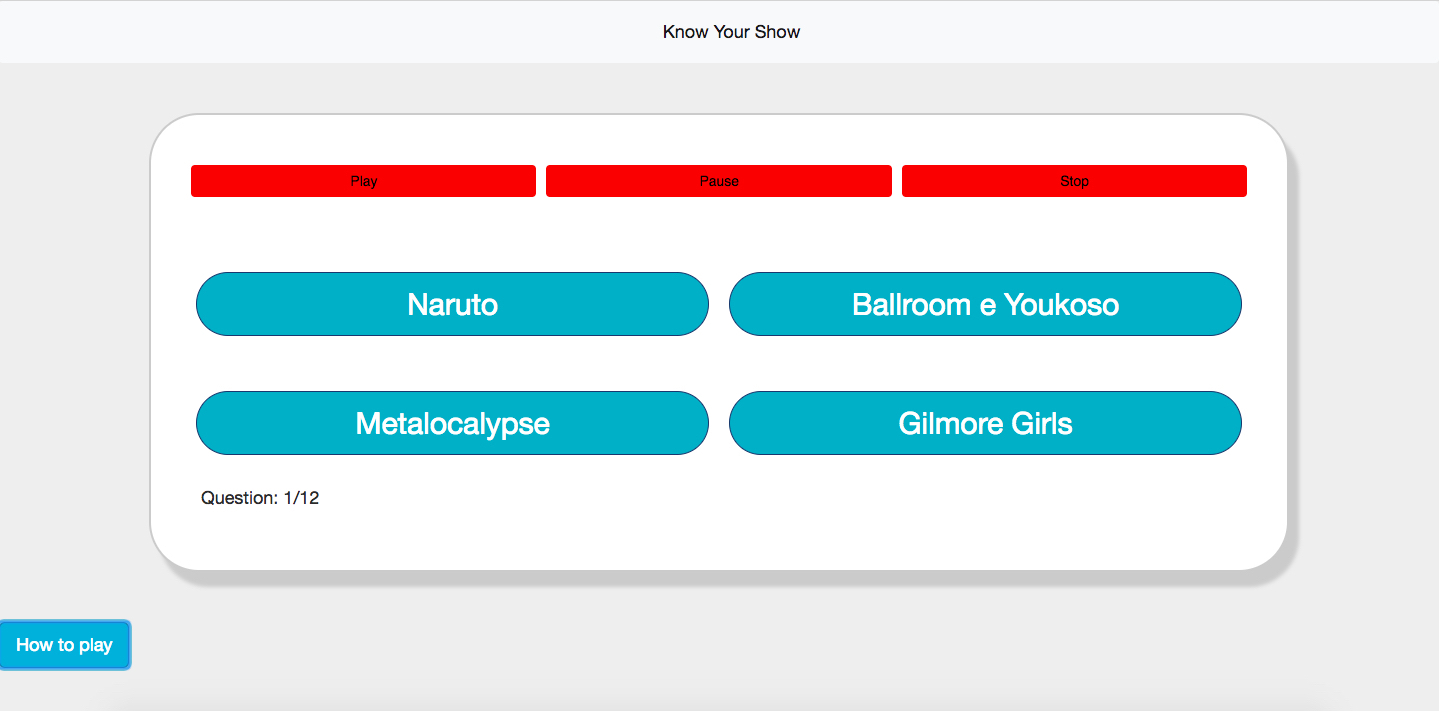 Know Your Show
Play Pause Stop
Naruto Ballroom e Youkoso
Metalocalypse Gilmore Girls
Question: 1/12
How to play